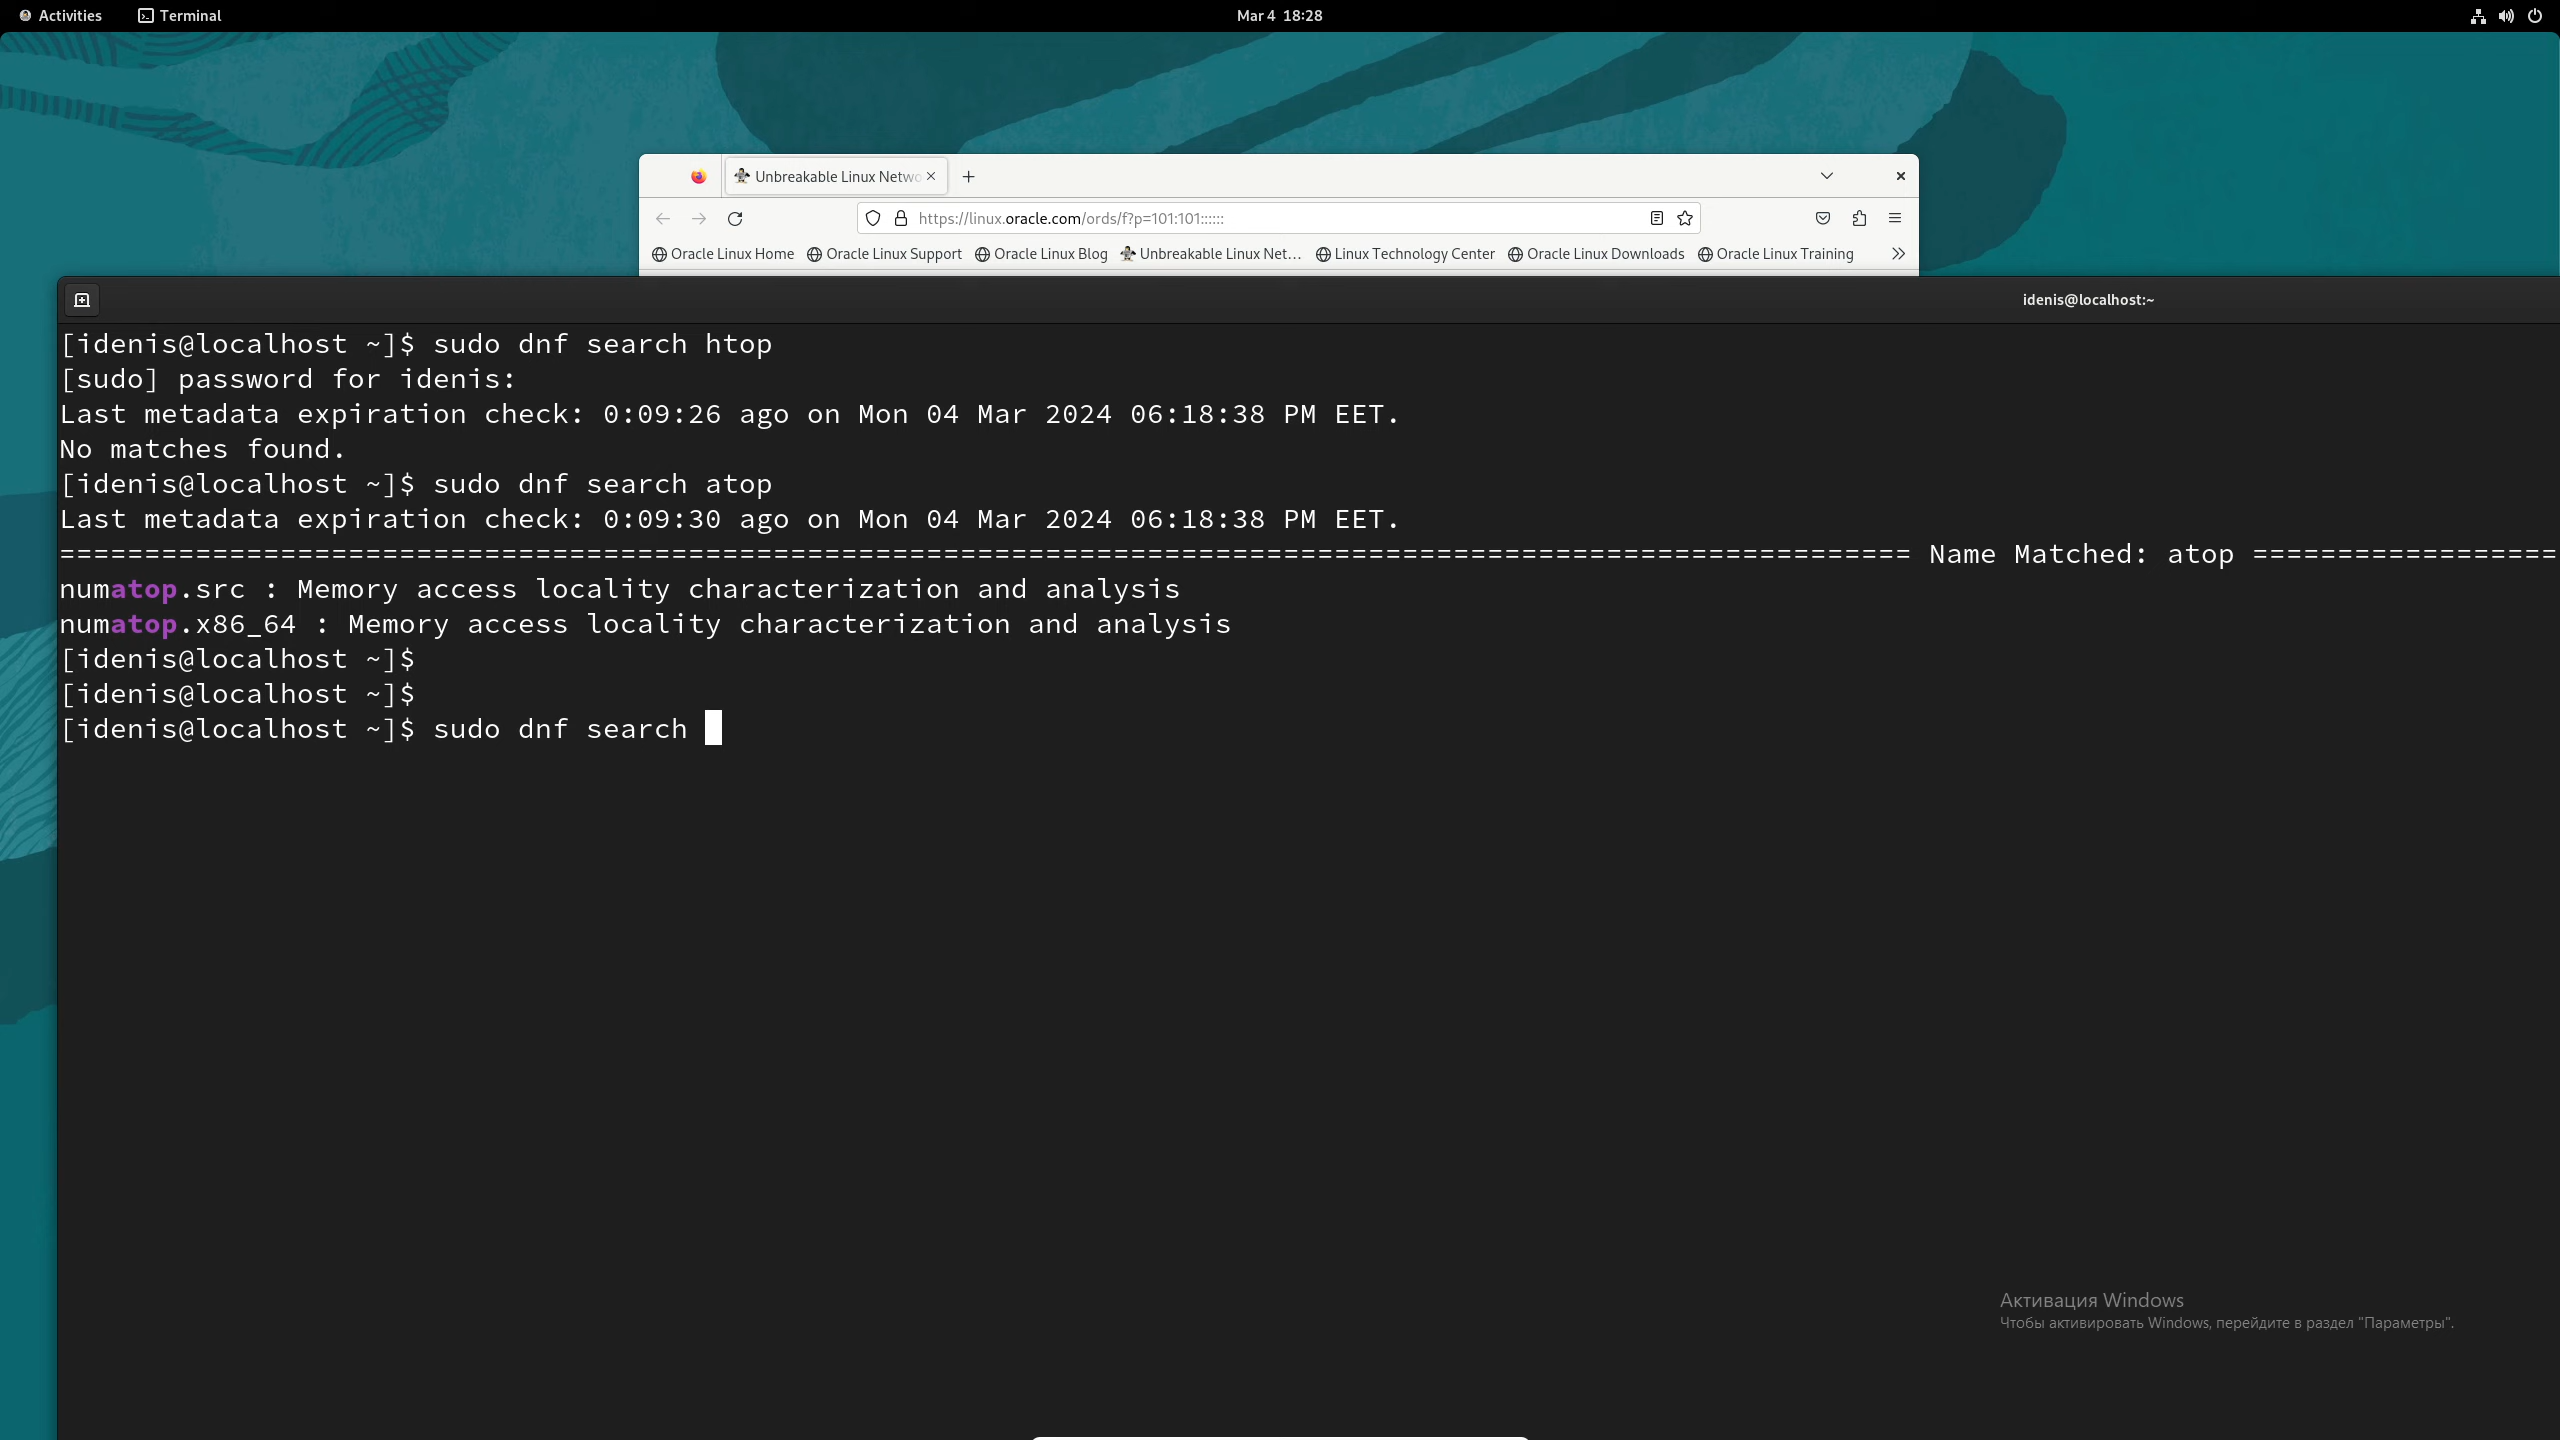 Activities Terminal Mar 4 18:28
Unbreakable Linux Netwo
https://linux.oracle.com/ords/f?p=101:101::::::
Oracle Linux Home Oracle Linux Support Oracle Linux Blog Unbreakable Linux Net... Linux Technology Center Oracle Linux Downloads Oracle Linux Training
idenis@localhost:~
[idenis@localhost ~]$ sudo dnf search htop
[sudo] password for idenis:
Last metadata expiration check: 0:09:26 ago on Mon 04 Mar 2024 06:18:38 PM EET.
No matches found.
[idenis@localhost ~]$ sudo dnf search atop
Last metadata expiration check: 0:09:30 ago on Mon 04 Mar 2024 06:18:38 PM EET.
============================================================================================================= Name Matched: atop ==================
numatop.src : Memory access locality characterization and analysis
numatop.x86_64 : Memory access locality characterization and analysis
[idenis@localhost ~]$
[idenis@localhost ~]$
[idenis@localhost ~]$ sudo dnf search
Активация Windows
Чтобы активировать Windows, перейдите в раздел "Параметры".